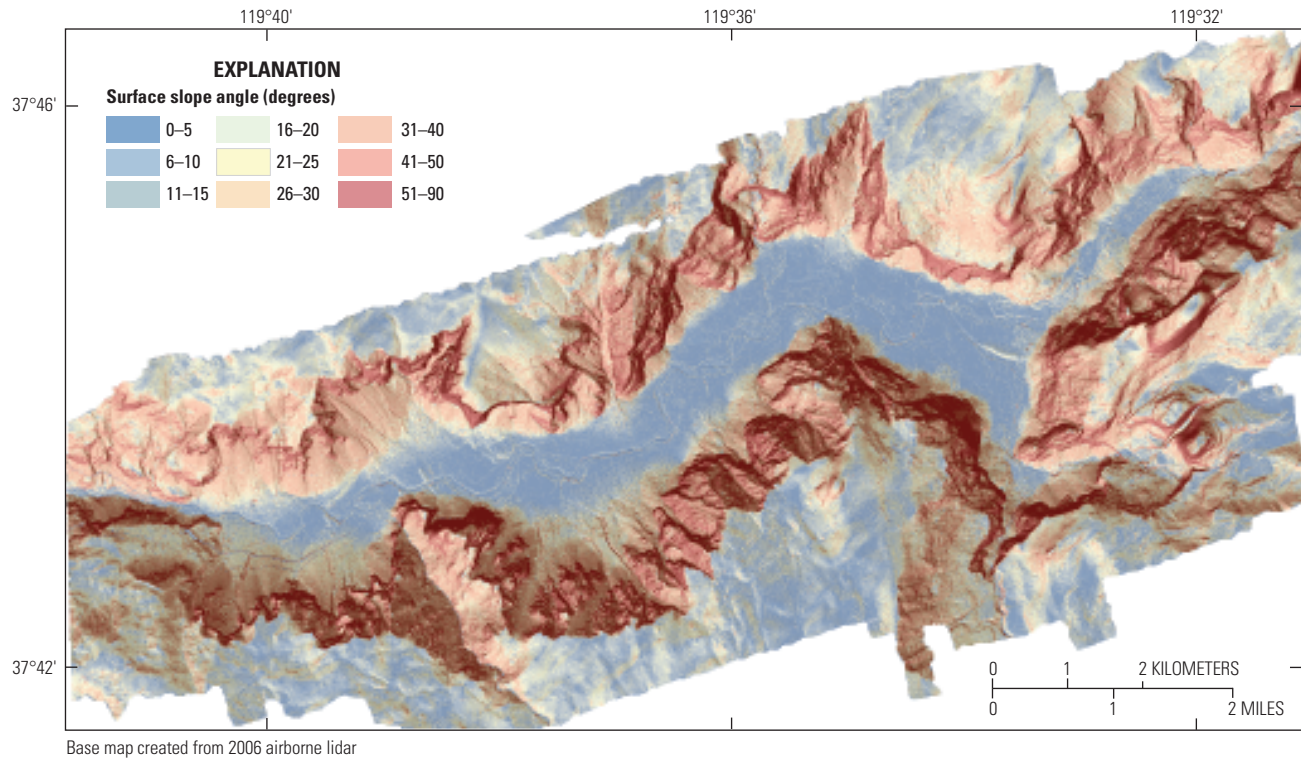 119°40' 119°36' 119°32'
EXPLANATION
Surface slope angle (degrees)
0–5 16–20 31–40
6–10 21–25 41–50
11–15 26–30 51–90
37°46'
37°42'
0 1 2 KILOMETERS
0 1 2 MILES
Base map created from 2006 airborne lidar